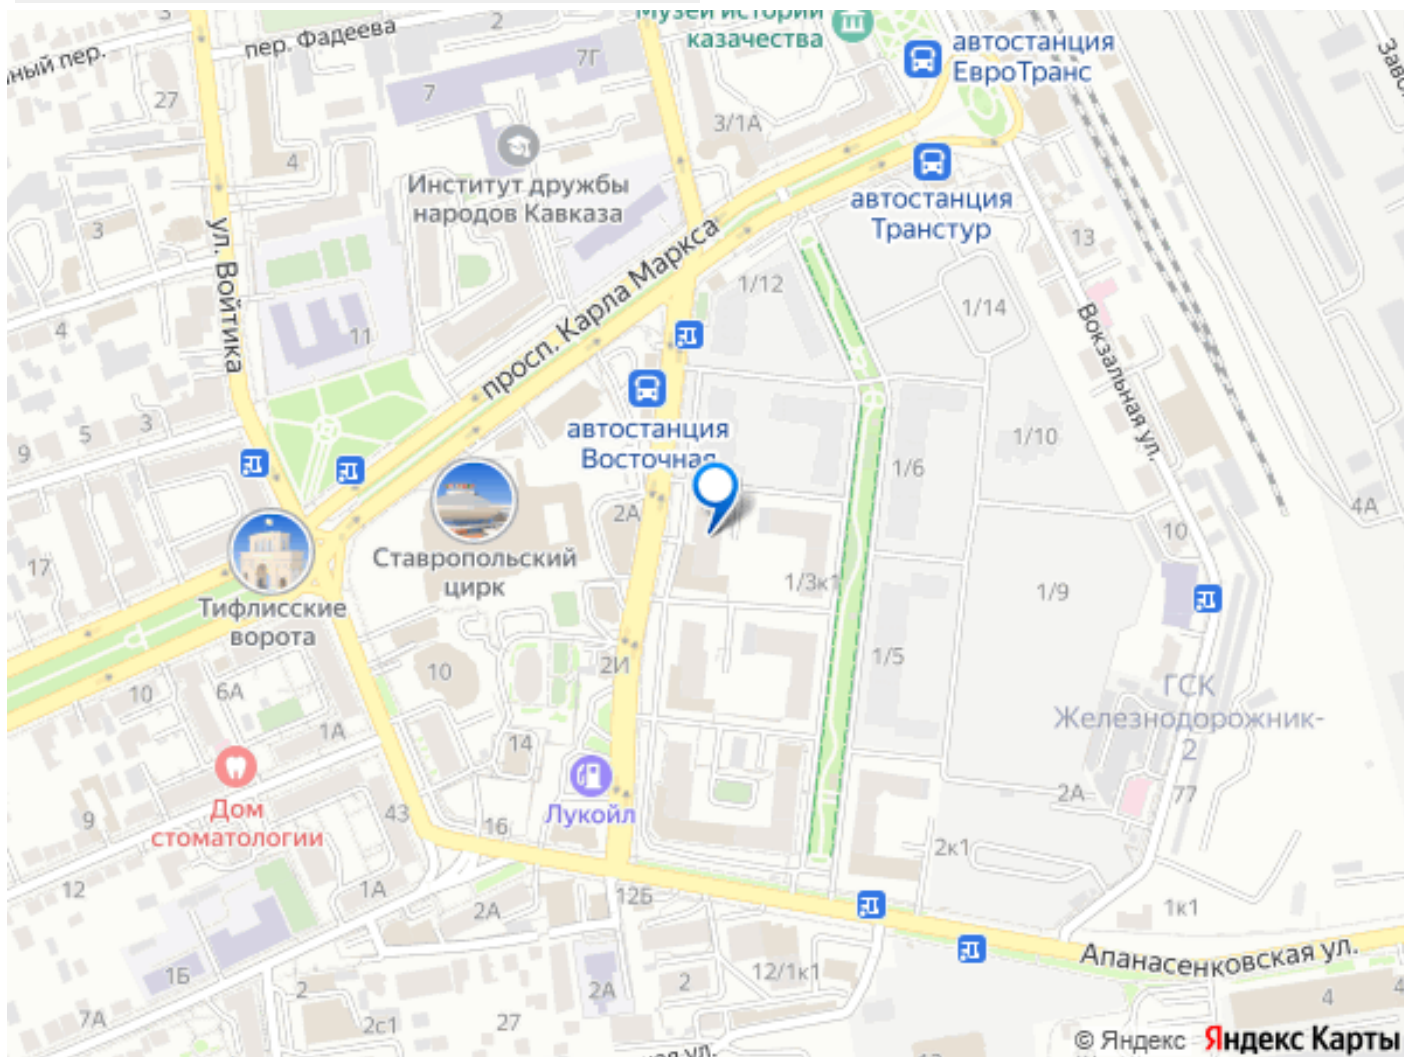 Музей истории
казачества
автостанция
ЕвроТранс
пер. Фадеева
2
7Г
7
27
3/1А
4
Институт дружбы
народов Кавказа
автостанция
Транстур
3
ул. Войтика
просп. Карла Маркса
13
1/12
1/14
Вокзальная ул.
4
11
автостанция
Восточная
5
3
9
1/10
1/6
2А
4А
10
Ставропольский
цирк
17
Тифлисские
ворота
1/3к1
1/9
2И
1/5
10
10
6А
1А
ГСК
Железнодорожник-
2
14
Дом
стоматологии
Лукойл
9
43
16
2А
77
2к1
12
1А
2А
12Б
1к1
Апанасенковская ул.
1Б
2
2А
2
12/1к1
4
4
7А
2с1
27
© Яндекс Яндекс Карты